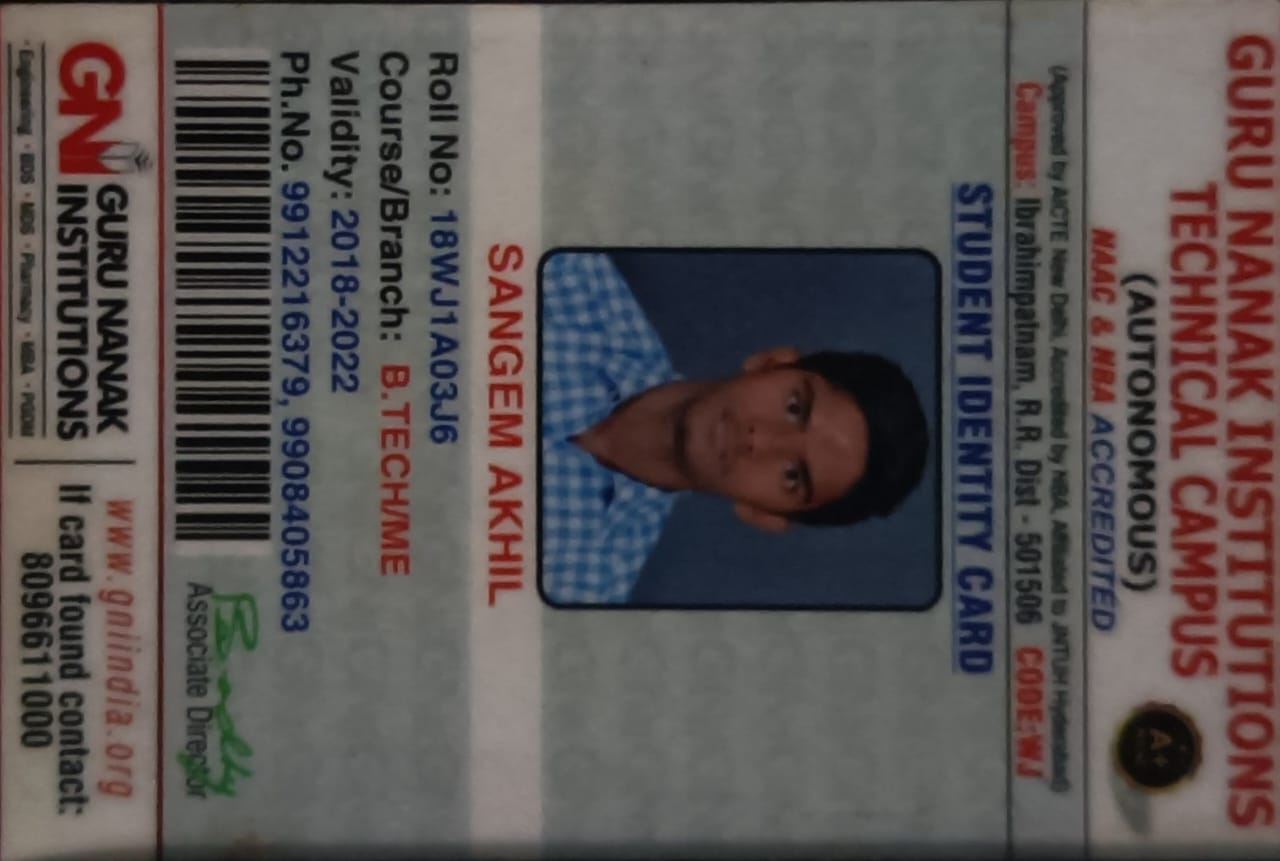 GURU NANAK INSTITUTIONS
TECHNICAL CAMPUS
(AUTONOMOUS)
A+
NAAC & NBA ACCREDITED
(Approved by AICTE New Delhi, Accredited by NBA, Affiliated to JNTUH Hyderabad)
Campus: Ibrahimpatnam, R.R. Dist - 501506 CODE:WJ
STUDENT IDENTITY CARD
SANGEM AKHIL
Roll No: 18WJ1A03J6
Course/Branch: B.TECH/ME
Validity: 2018-2022
Ph.No. 9912216379, 9908405863
Associate Director
GNI GURU NANAK
INSTITUTIONS
· Engineering · BDS · MDS · Pharmacy · MBA · PGDM
www.gniindia.org
If card found contact:
8096611000